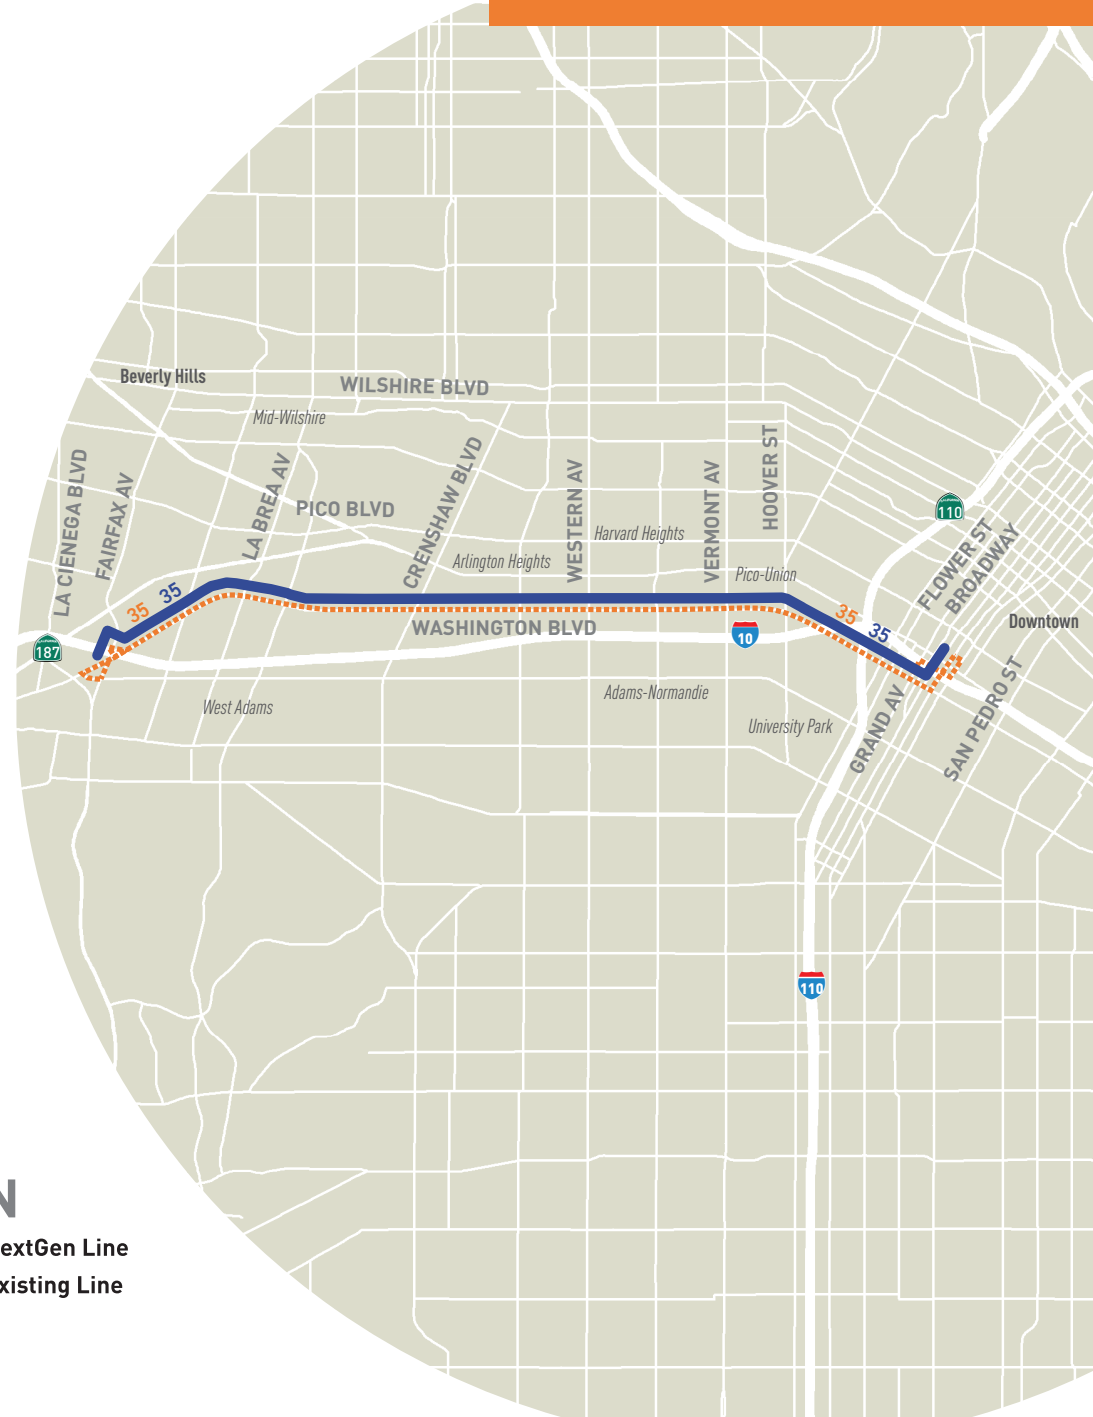 Beverly Hills
WILSHIRE BLVD
Mid-Wilshire
LA CIENEGA BLVD
FAIRFAX AV
LA BREA AV
PICO BLVD
CRENSHAW BLVD
WESTERN AV
Harvard Heights
VERMONT AV
HOOVER ST
Arlington Heights
Pico-Union
CALIFORNIA
110
FLOWER ST
BROADWAY
Downtown
35
35
35
35
WASHINGTON BLVD
10
187
West Adams
Adams-Normandie
University Park
GRAND AV
SAN PEDRO ST
110
N
extGen Line
xisting Line